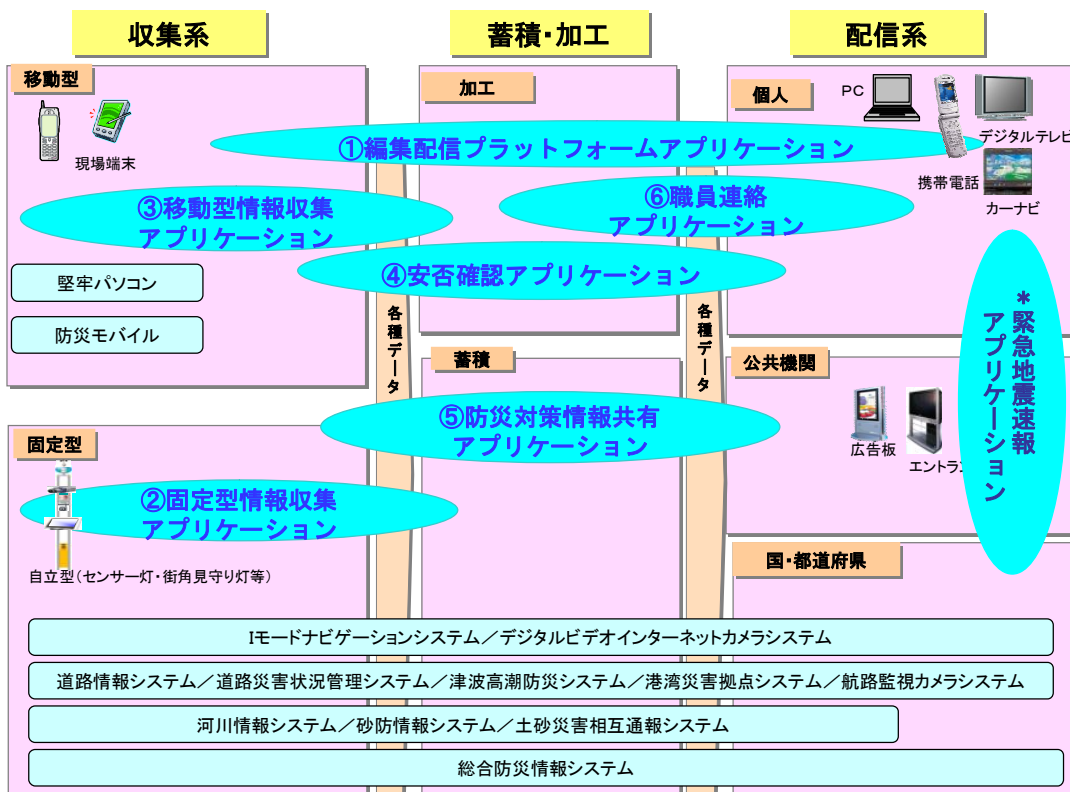 収集系
蓄積・加工
配信系
移動型
現場端末
加工
個人
PC
デジタルテレビ
携帯電話
カーナビ
①編集配信プラットフォームアプリケーション
③移動型情報収集
アプリケーション
⑥職員連絡
アプリケーション
④安否確認アプリケーション
堅牢パソコン
防災モバイル
各種データ
各種データ
*緊急地震速報
アプリケーション
蓄積
公共機関
広告板
エントラン
⑤防災対策情報共有
アプリケーション
固定型
②固定型情報収集
アプリケーション
自立型(センサー灯・街角見守り灯等)
国・都道府県
Iモードナビゲーションシステム/デジタルビデオインターネットカメラシステム
道路情報システム/道路災害状況管理システム/津波高潮防災システム/港湾災害拠点システム/航路監視カメラシステム
河川情報システム/砂防情報システム/土砂災害相互通報システム
総合防災情報システム